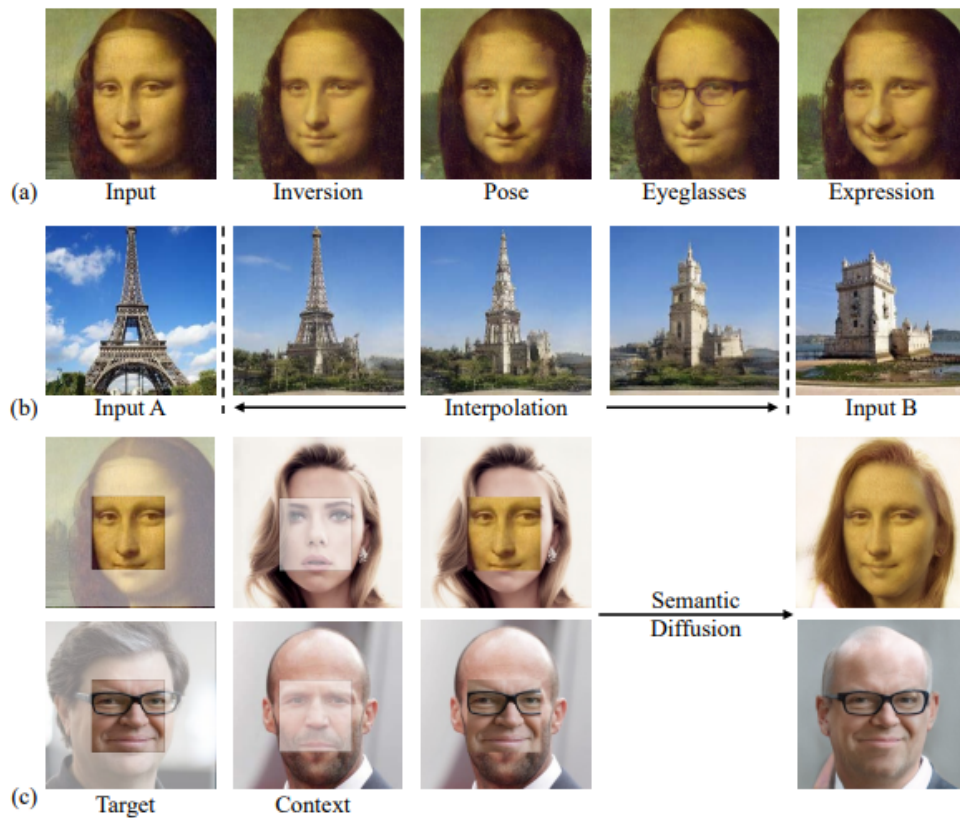 Input
Inversion
Pose
Eyeglasses
Expression
(a)
Input A
Interpolation
Input B
(b)
Semantic
Diffusion
Target
Context
(c)